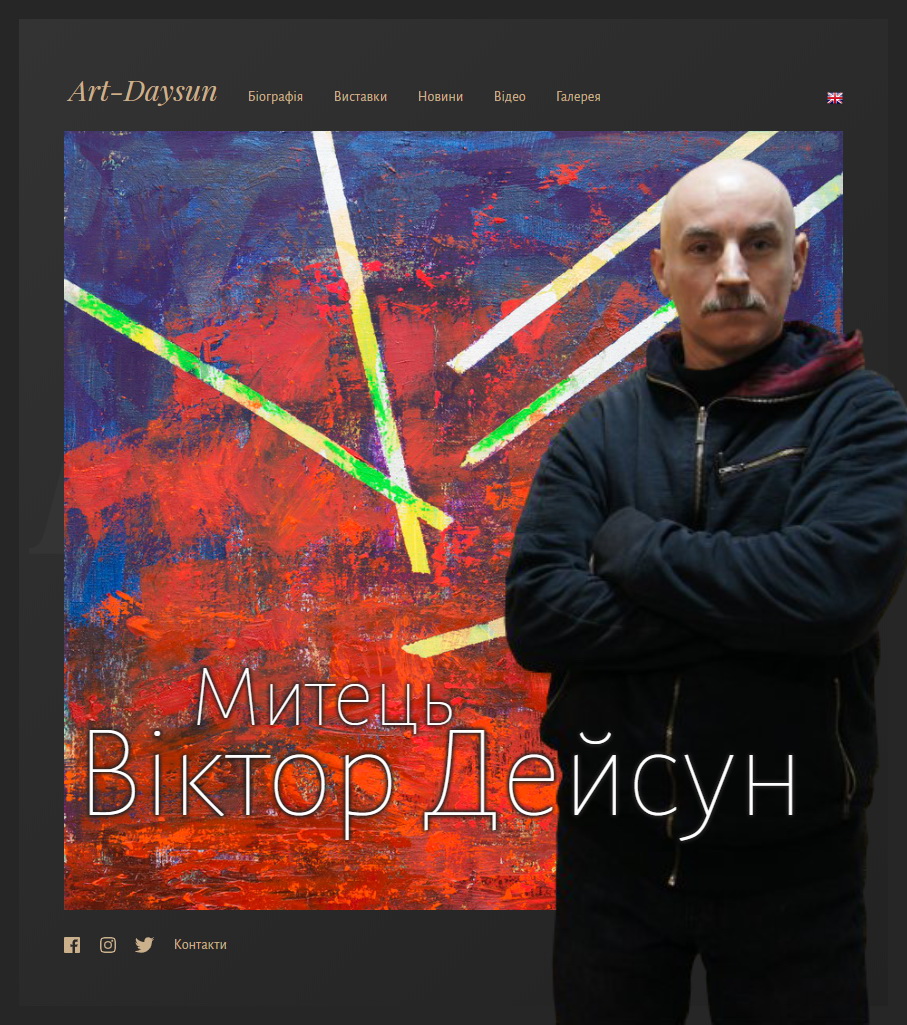 Art-Daysun
Біографія Виставки Новини Відео Галерея
Митець
Віктор Дейсун
Контакти